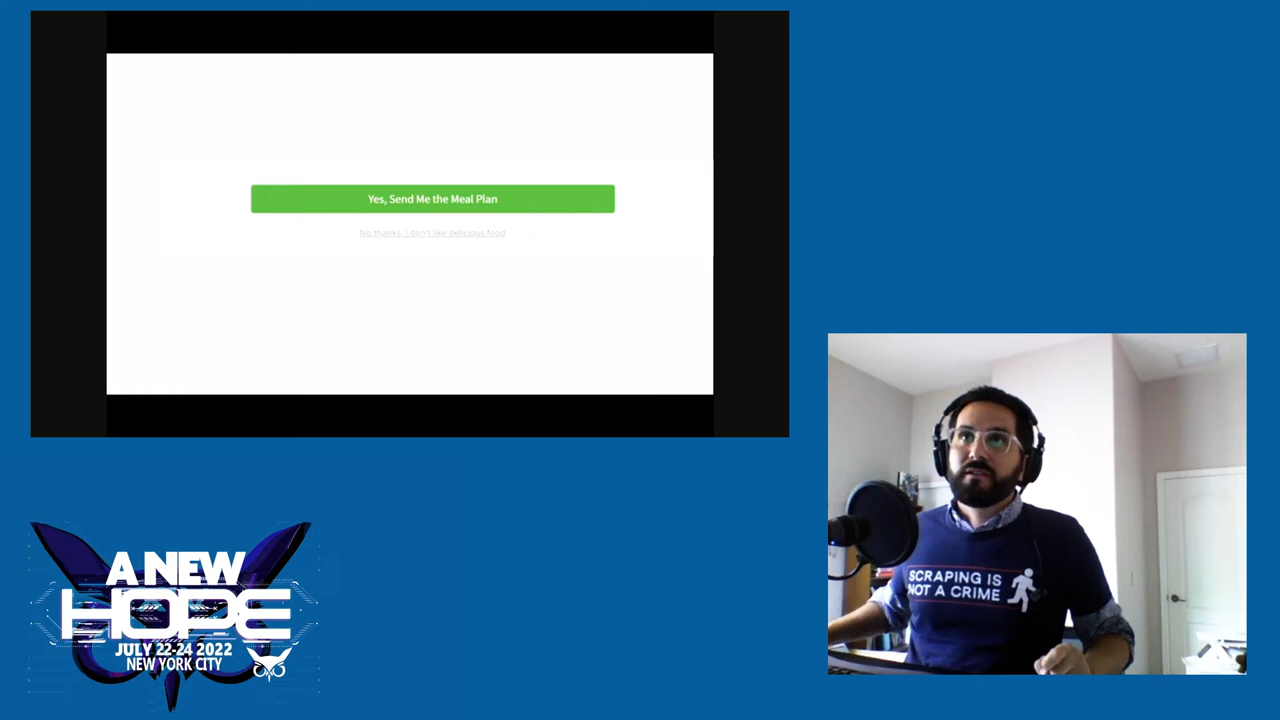 Yes, Send Me the Meal Plan
No thanks, I don't like delicious food
A NEW
HOPE
JULY 22-24 2022
NEW YORK CITY
SCRAPING IS
NOT A CRIME